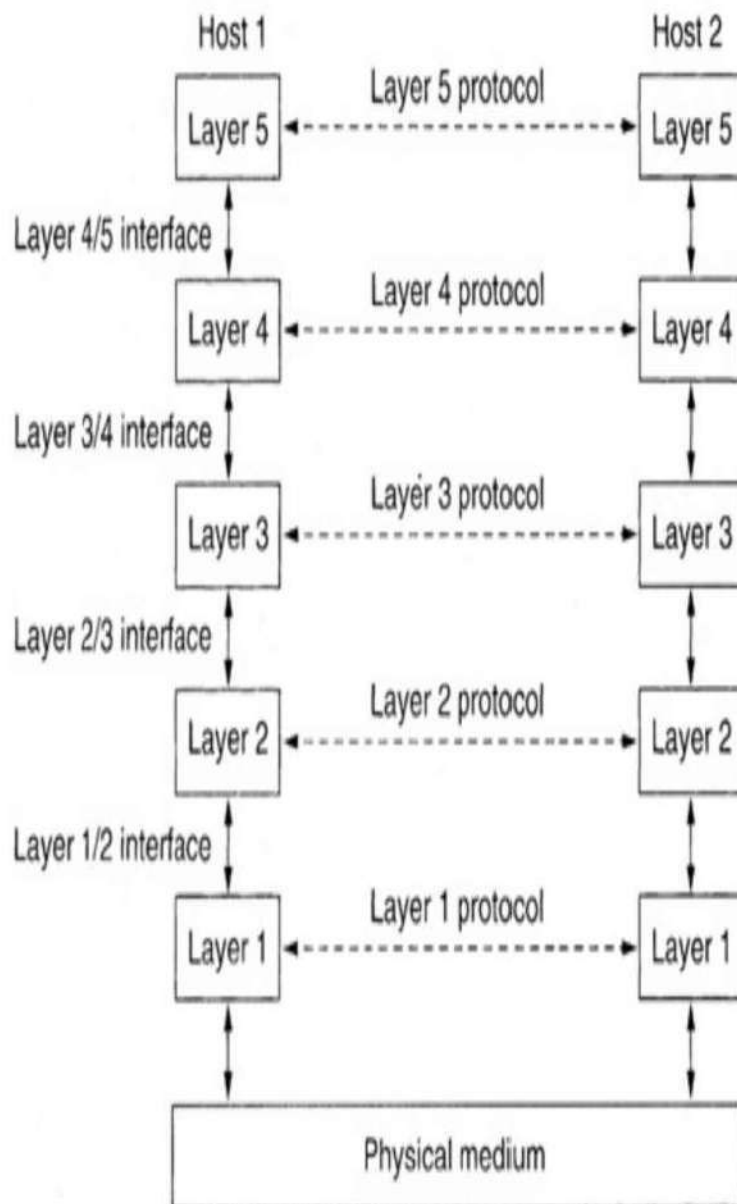 Host 1
Host 2
Layer 5 protocol
Layer 5
Layer 5
Layer 4/5 interface
Layer 4 protocol
Layer 4
Layer 4
Layer 3/4 interface
Layer 3 protocol
Layer 3
Layer 3
Layer 2/3 interface
Layer 2 protocol
Layer 2
Layer 2
Layer 1/2 interface
Layer 1 protocol
Layer 1
Layer 1
Physical medium